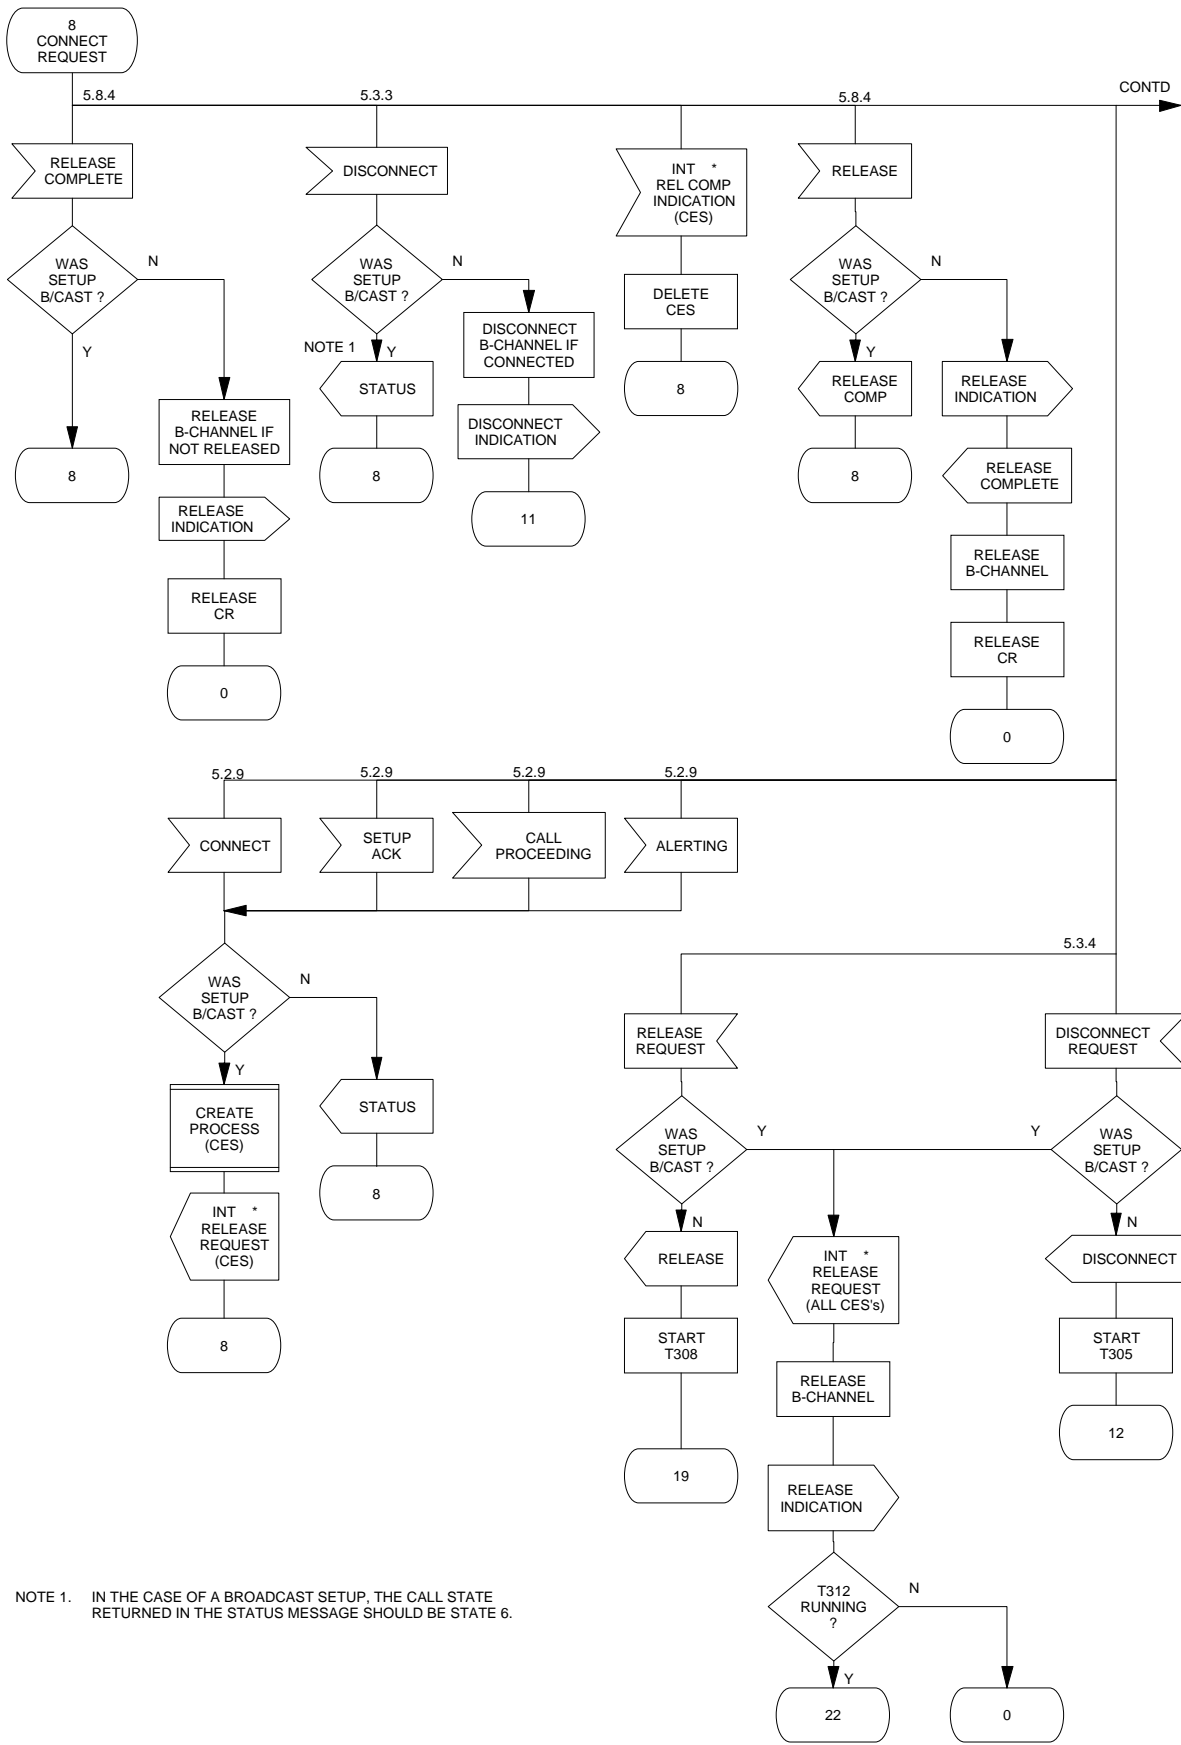 8
CONNECT
REQUEST
CONTD
5.8.4
5.3.3
5.8.4
RELEASE
COMPLETE
DISCONNECT
INT *
REL COMP
INDICATION
(CES)
RELEASE
WAS
SETUP
B/CAST ?
N
Y
WAS
SETUP
B/CAST ?
N
NOTE 1
Y
DELETE
CES
WAS
SETUP
B/CAST ?
N
Y
DISCONNECT
B-CHANNEL IF
CONNECTED
STATUS
8
RELEASE
COMP
RELEASE
INDICATION
RELEASE
B-CHANNEL IF
NOT RELEASED
DISCONNECT
INDICATION
8
8
8
RELEASE
COMPLETE
RELEASE
INDICATION
11
RELEASE
B-CHANNEL
RELEASE
CR
RELEASE
CR
0
0
5.2.9
5.2.9
5.2.9
5.2.9
CONNECT
SETUP
ACK
CALL
PROCEEDING
ALERTING
5.3.4
WAS
SETUP
B/CAST ?
N
Y
RELEASE
REQUEST
DISCONNECT
REQUEST
CREATE
PROCESS
(CES)
STATUS
WAS
SETUP
B/CAST ?
Y
Y
WAS
SETUP
B/CAST ?
8
INT *
RELEASE
REQUEST
(CES)
N
N
RELEASE
INT *
RELEASE
REQUEST
(ALL CES's)
DISCONNECT
8
START
T308
START
T305
RELEASE
B-CHANNEL
12
19
RELEASE
INDICATION
NOTE 1. IN THE CASE OF A BROADCAST SETUP, THE CALL STATE
RETURNED IN THE STATUS MESSAGE SHOULD BE STATE 6.
T312
RUNNING
?
N
Y
22
0